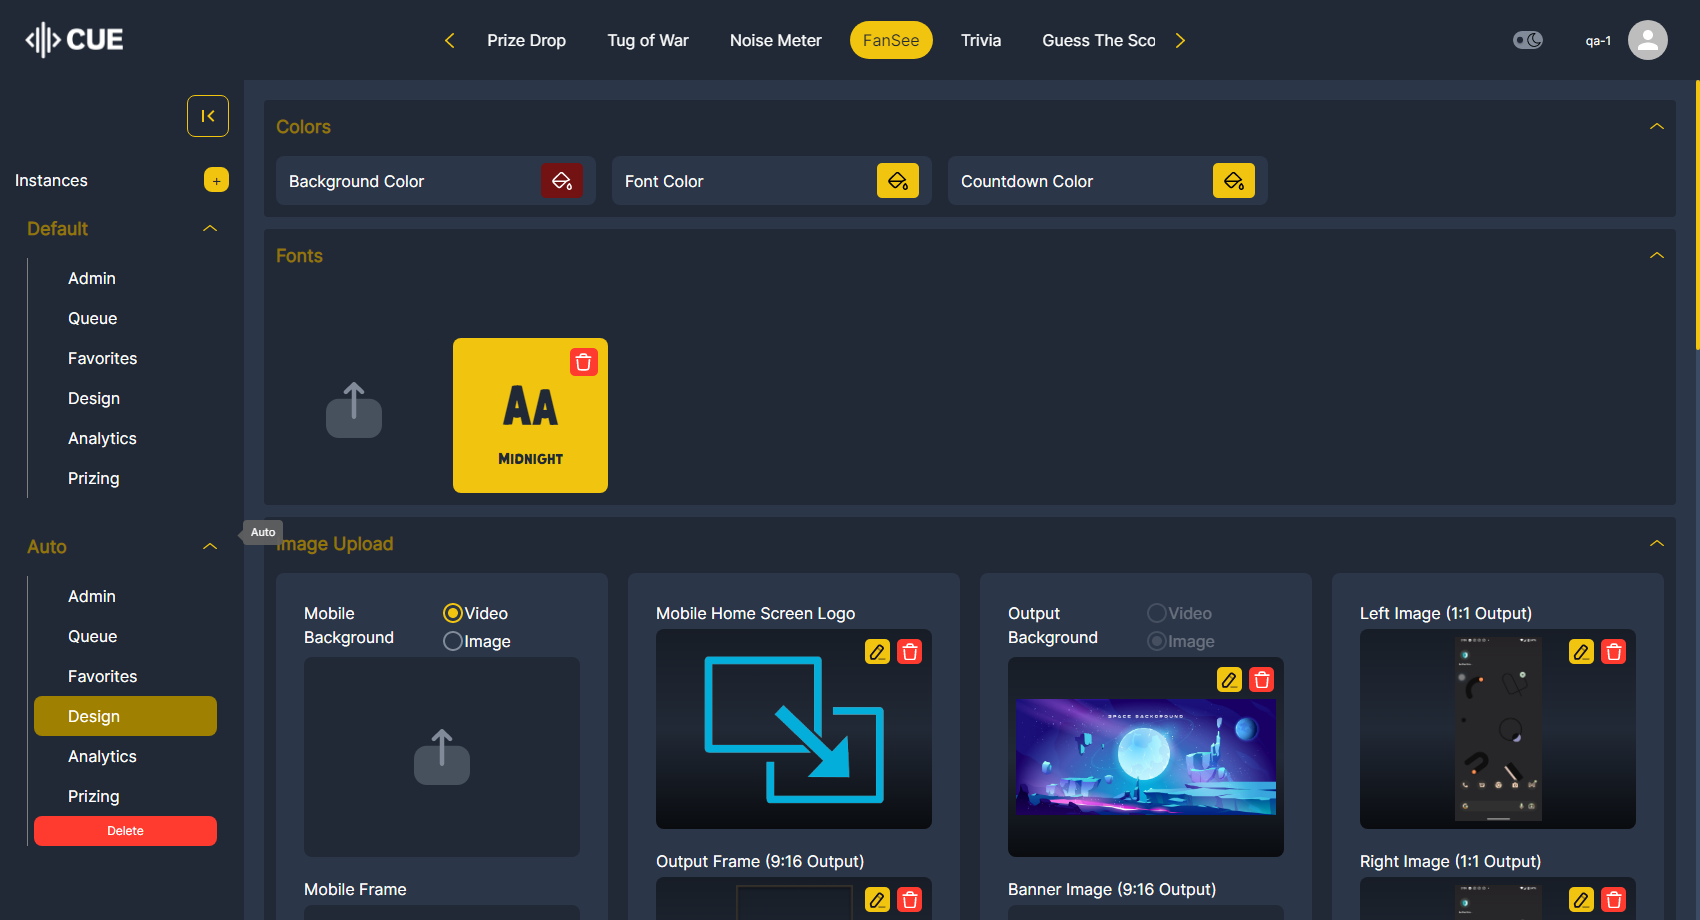 CUE
Prize Drop
Tug of War
Noise Meter
FanSee
Trivia
Guess The Sco
qa-1
Instances
+
Default
Admin
Queue
Favorites
Design
Analytics
Prizing
Auto
Admin
Queue
Favorites
Design
Analytics
Prizing
Delete
Auto
Colors
Background Color
Font Color
Countdown Color
Fonts
AA
MIDNIGHT
Image Upload
Mobile
Background
Video
Image
Mobile Frame
Mobile Home Screen Logo
Output Frame (9:16 Output)
Output
Background
Video
Image
SPACE BACKGROUND
Banner Image (9:16 Output)
Left Image (1:1 Output)
Right Image (1:1 Output)